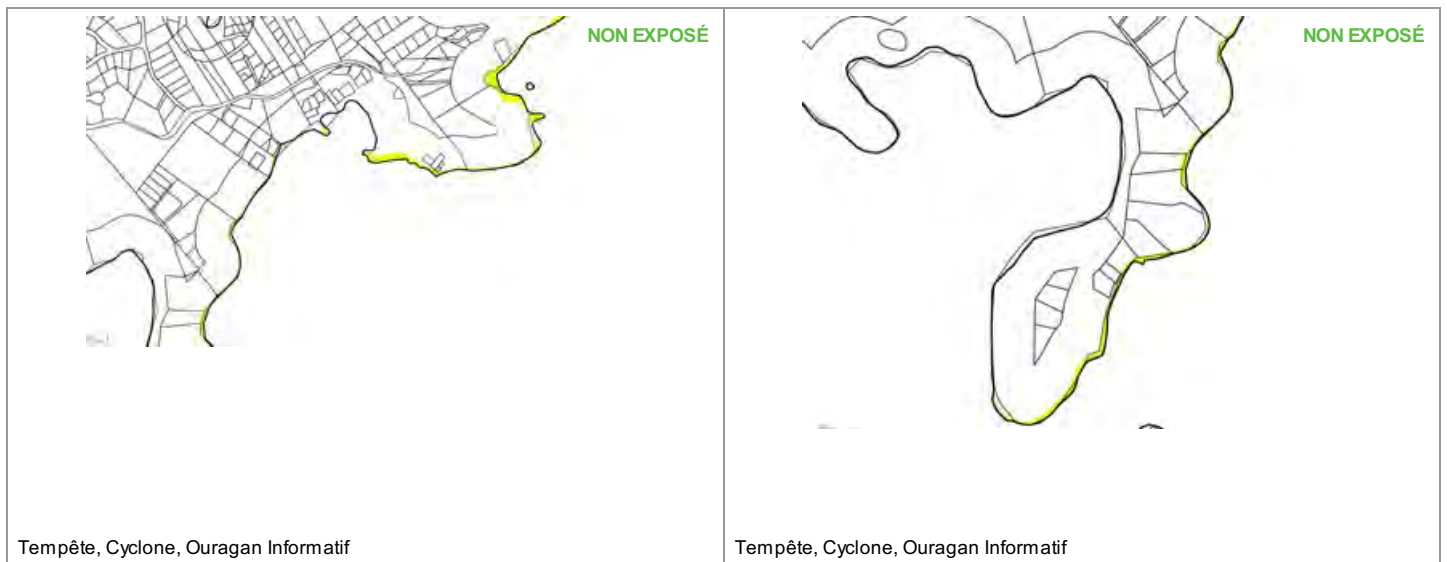 NON EXPOSÉ
NON EXPOSÉ
Tempête, Cyclone, Ouragan Informatif
Tempête, Cyclone, Ouragan Informatif